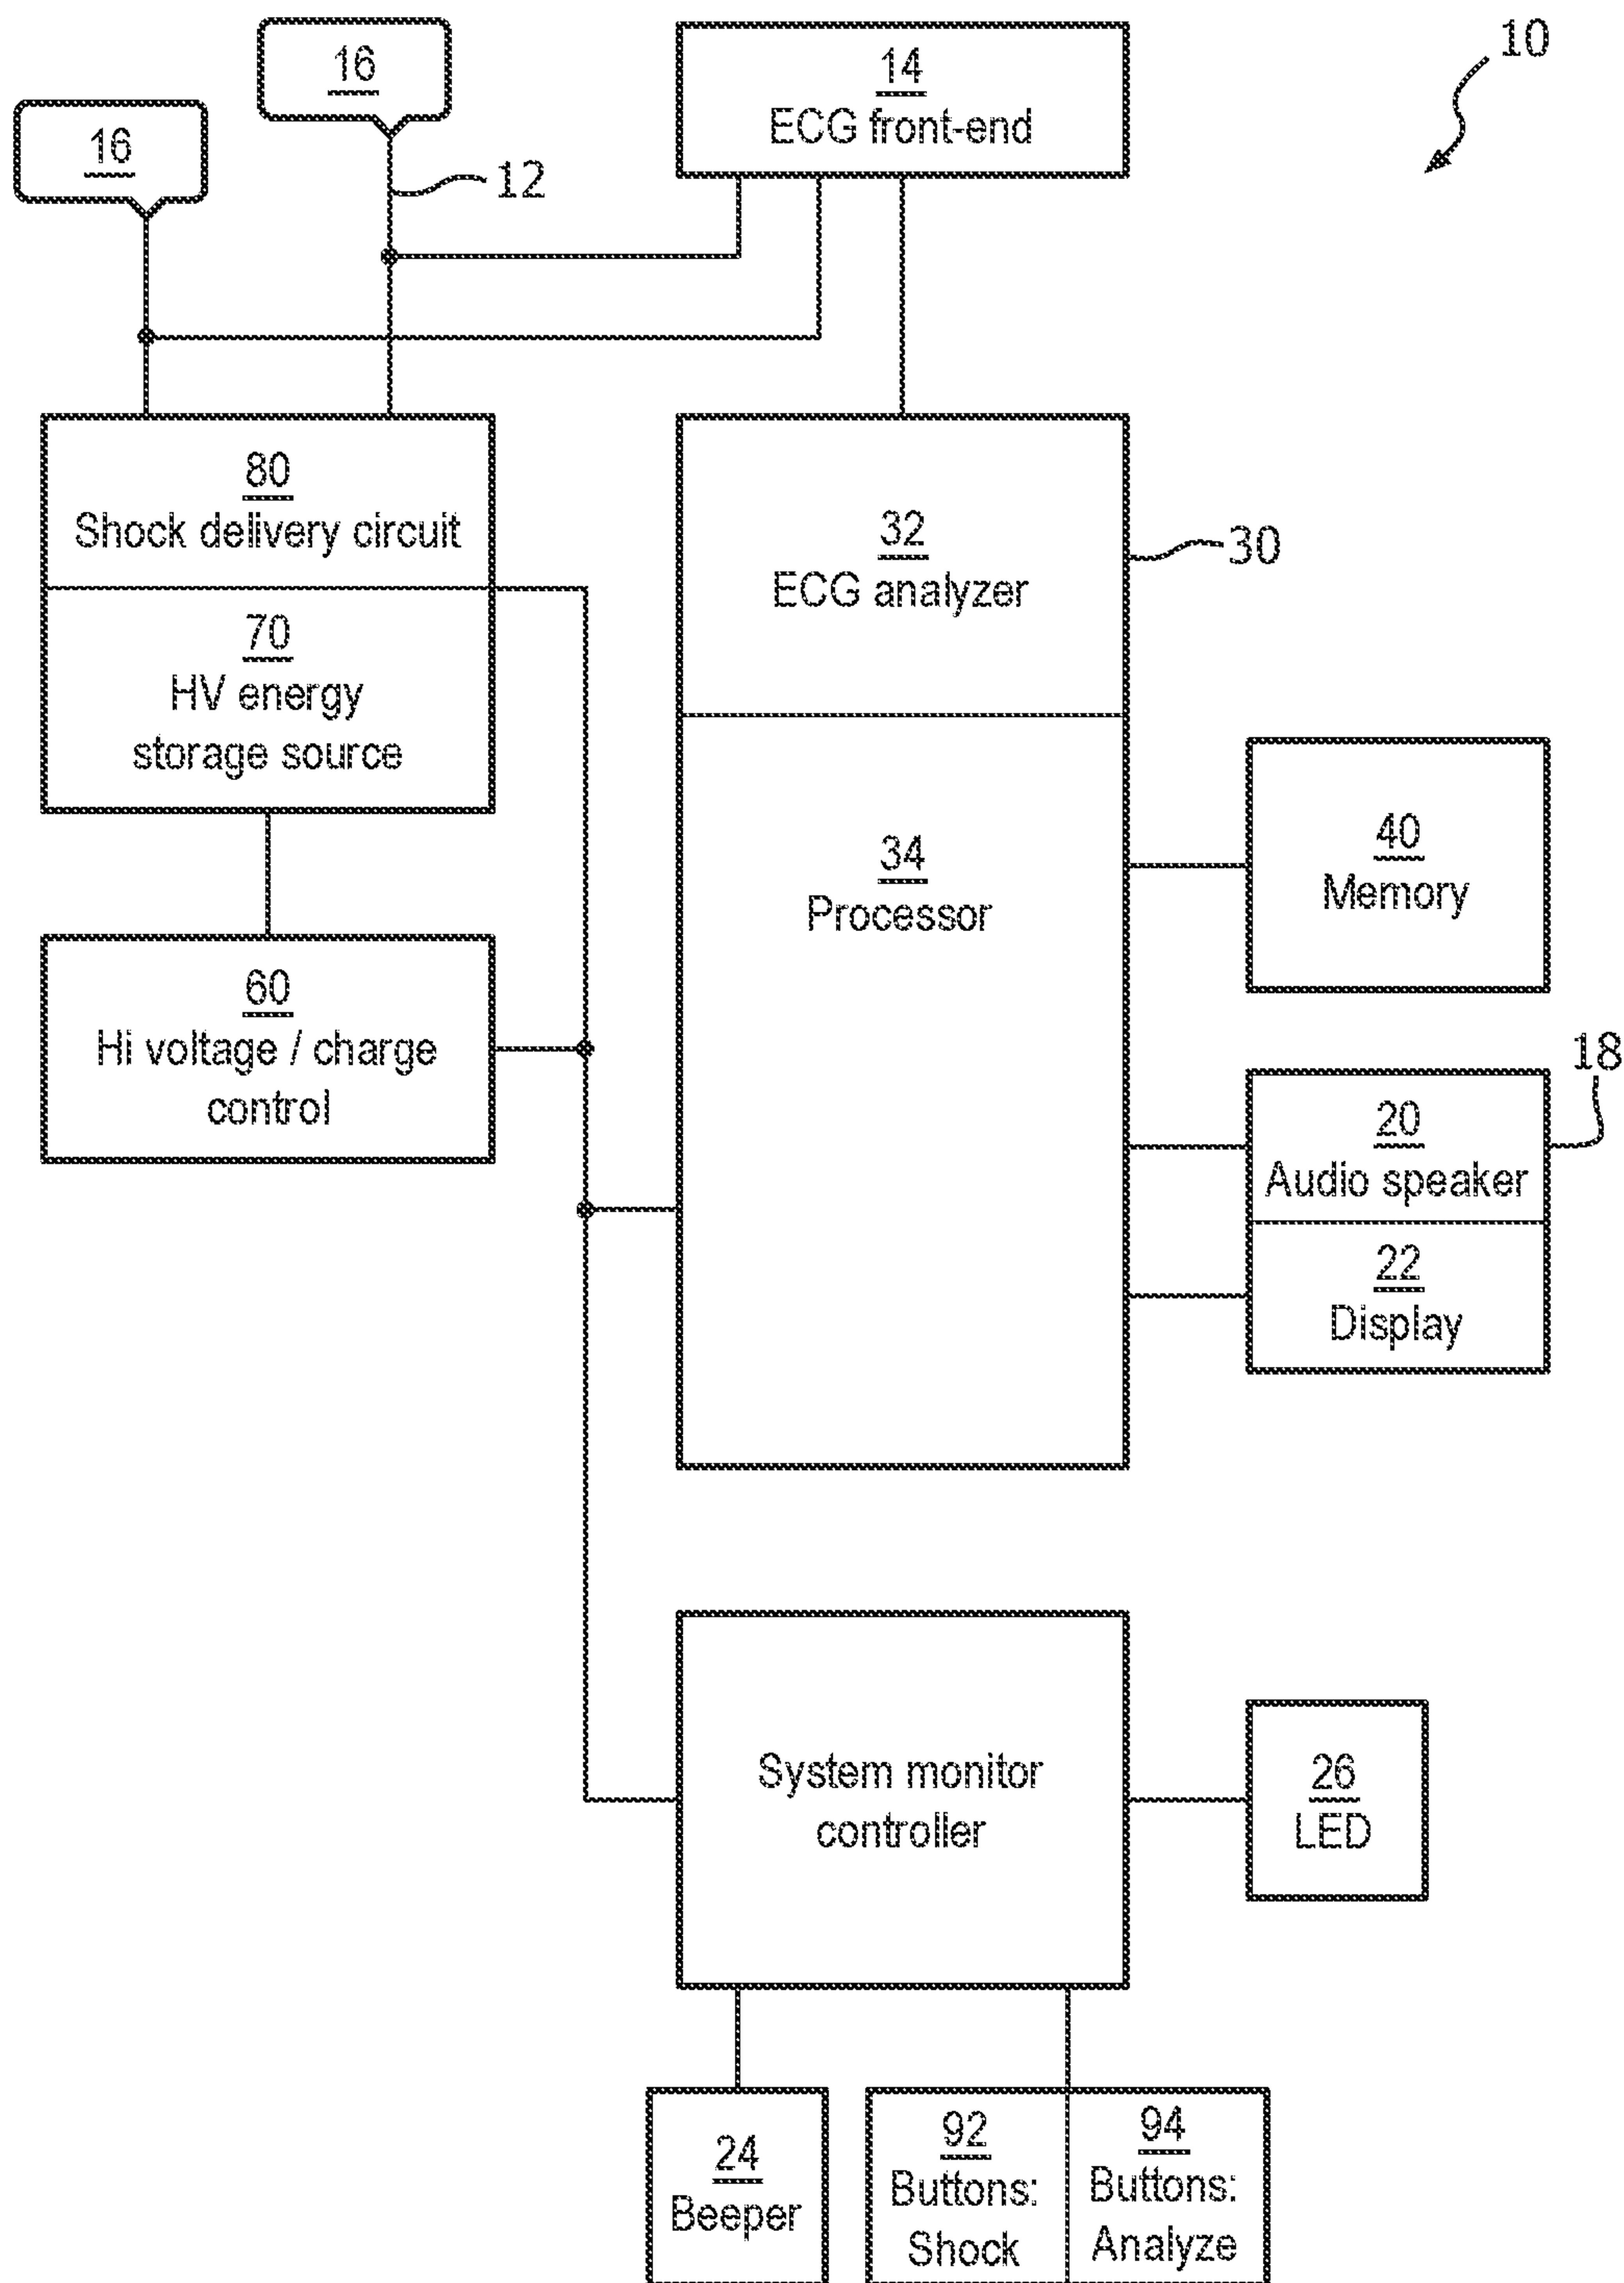 10
16
16
14
ECG front-end
12
80
Shock delivery circuit
32
ECG analyzer
30
70
HV energy
storage source
34
Processor
40
Memory
60
Hi voltage / charge
control
18
20
Audio speaker
22
Display
System monitor
controller
26
LED
24
Beeper
92
Buttons:
Shock
94
Buttons:
Analyze